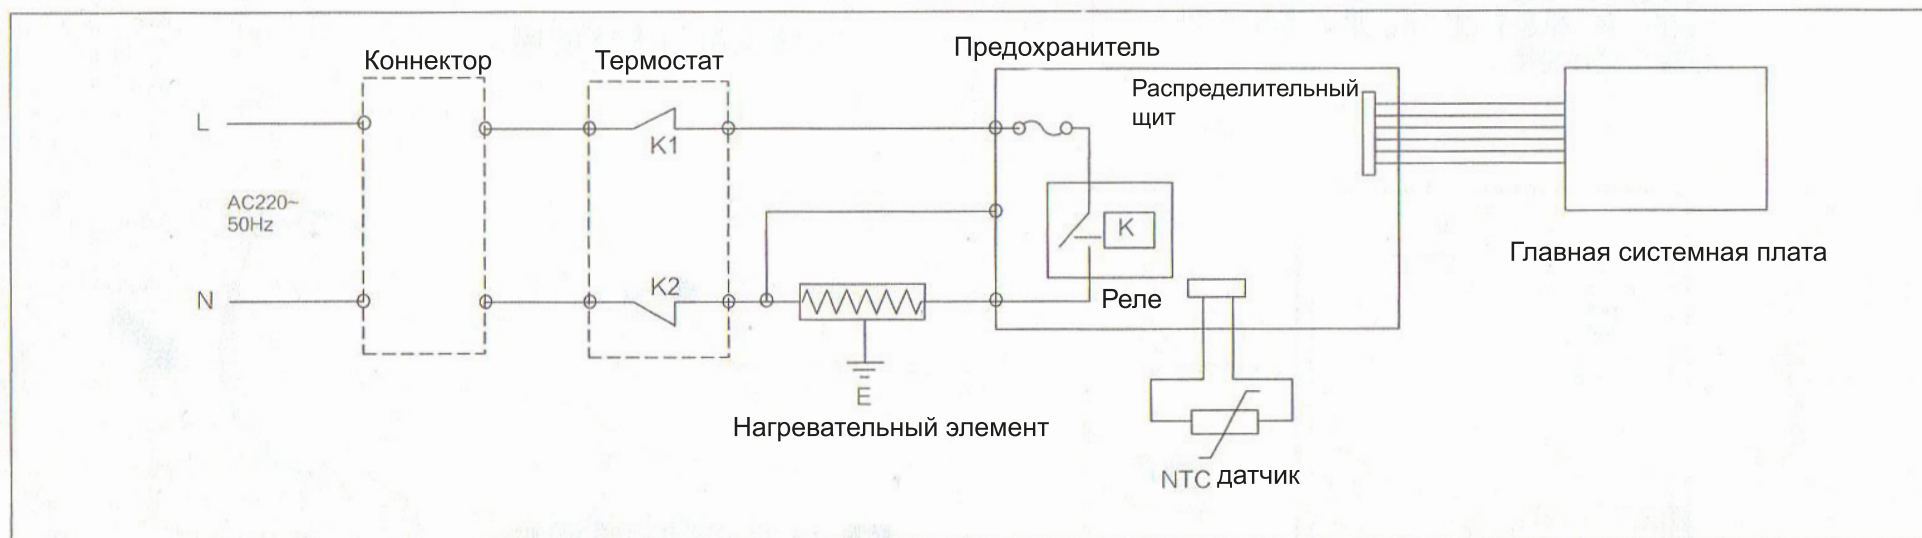 Предохранитель
Коннектор
Термостат
Распределительный
щит
L
K1
AC220~
50Hz
K
Главная системная плата
N
K2
Реле
E
Нагревательный элемент
NTC датчик